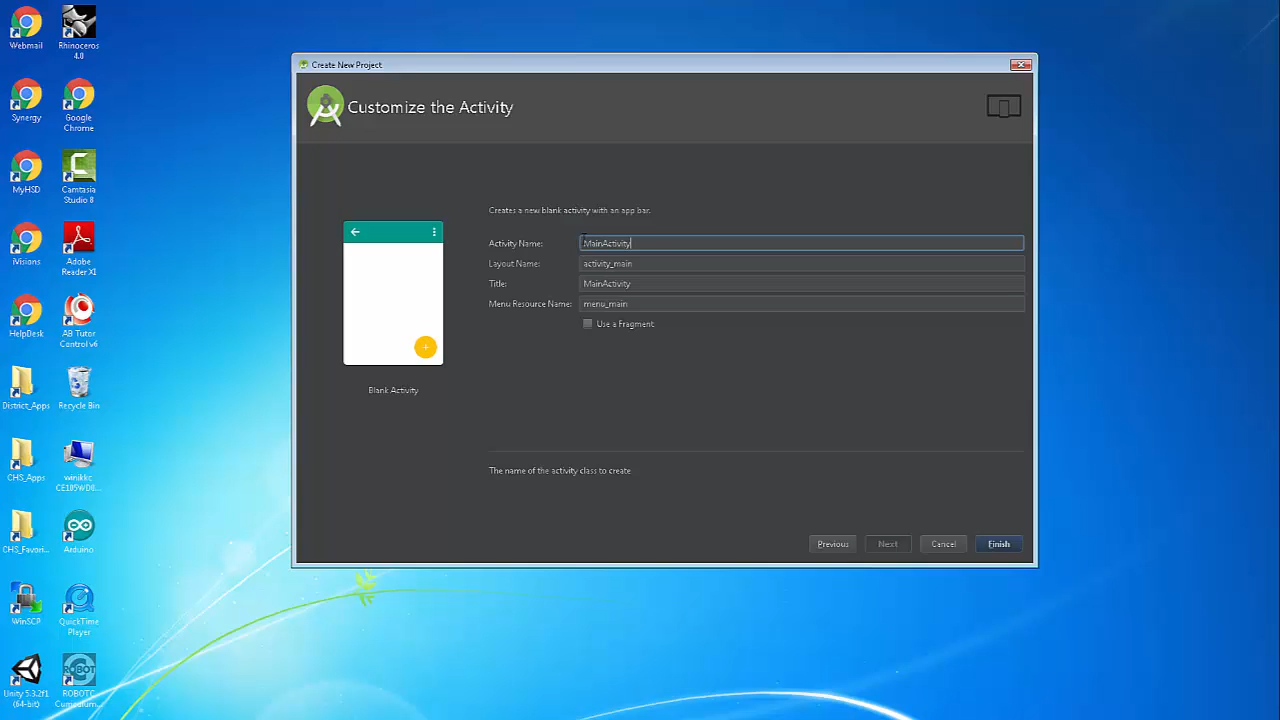 Webmail
Rhinoceros
4.0
Synergy
Google
Chrome
MyHSD
Camtasia
Studio 8
iVisions
Adobe
Reader XI
HelpDesk
AB Tutor
Control v6
District_Apps
Recycle Bin
CHS_Apps
winikkc
CE185WD0...
CHS_Favori...
Arduino
WinSCP
QuickTime
Player
Unity 5.3.2f1
(64-bit)
ROBOTC
Curriculum...
Create New Project
Customize the Activity
Creates a new blank activity with an app bar.
Activity Name: MainActivity
Layout Name: activity_main
Title: MainActivity
Menu Resource Name: menu_main
Use a Fragment
Blank Activity
The name of the activity class to create
Previous
Next
Cancel
Finish